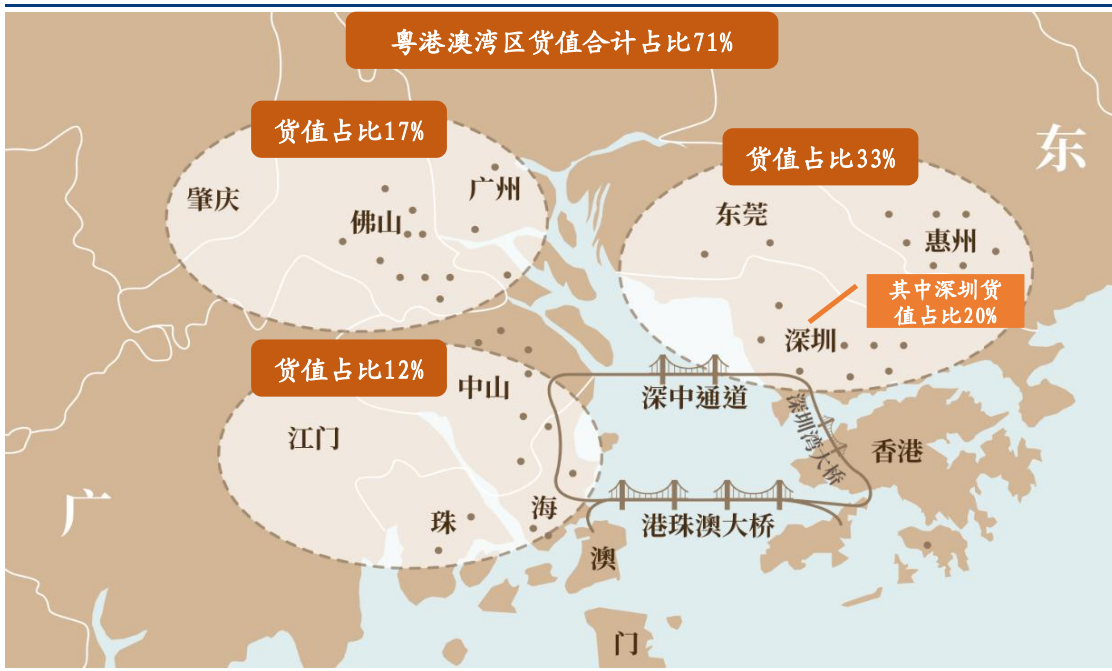 粤港澳湾区货值合计占比71%
货值占比17%
货值占比33%
东
肇庆
广州
佛山
东莞
惠州
其中深圳货
值占比20%
深圳
货值占比12%
中山
深中通道
深圳湾大桥
江门
香港
广
珠
海
港珠澳大桥
澳
门